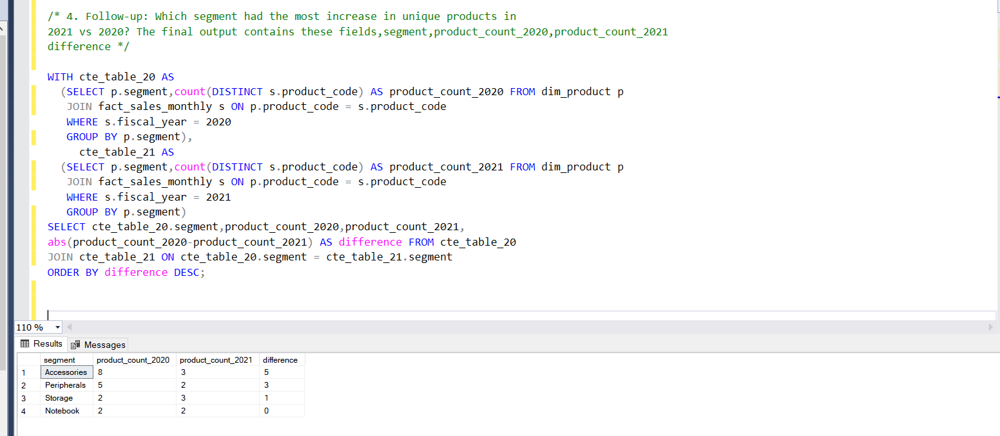 /* 4. Follow-up: Which segment had the most increase in unique products in
2021 vs 2020? The final output contains these fields,segment,product_count_2020,product_count_2021
difference */
WITH cte_table_20 AS
(SELECT p.segment,count(DISTINCT s.product_code) AS product_count_2020 FROM dim_product p
JOIN fact_sales_monthly s ON p.product_code = s.product_code
WHERE s.fiscal_year = 2020
GROUP BY p.segment),
cte_table_21 AS
(SELECT p.segment,count(DISTINCT s.product_code) AS product_count_2021 FROM dim_product p
JOIN fact_sales_monthly s ON p.product_code = s.product_code
WHERE s.fiscal_year = 2021
GROUP BY p.segment)
SELECT cte_table_20.segment,product_count_2020,product_count_2021,
abs(product_count_2020-product_count_2021) AS difference FROM cte_table_20
JOIN cte_table_21 ON cte_table_20.segment = cte_table_21.segment
ORDER BY difference DESC;
110 %
Results Messages
segment product_count_2020 product_count_2021 difference
1 Accessories 8 3 5
2 Peripherals 5 2 3
3 Storage 2 3 1
4 Notebook 2 2 0